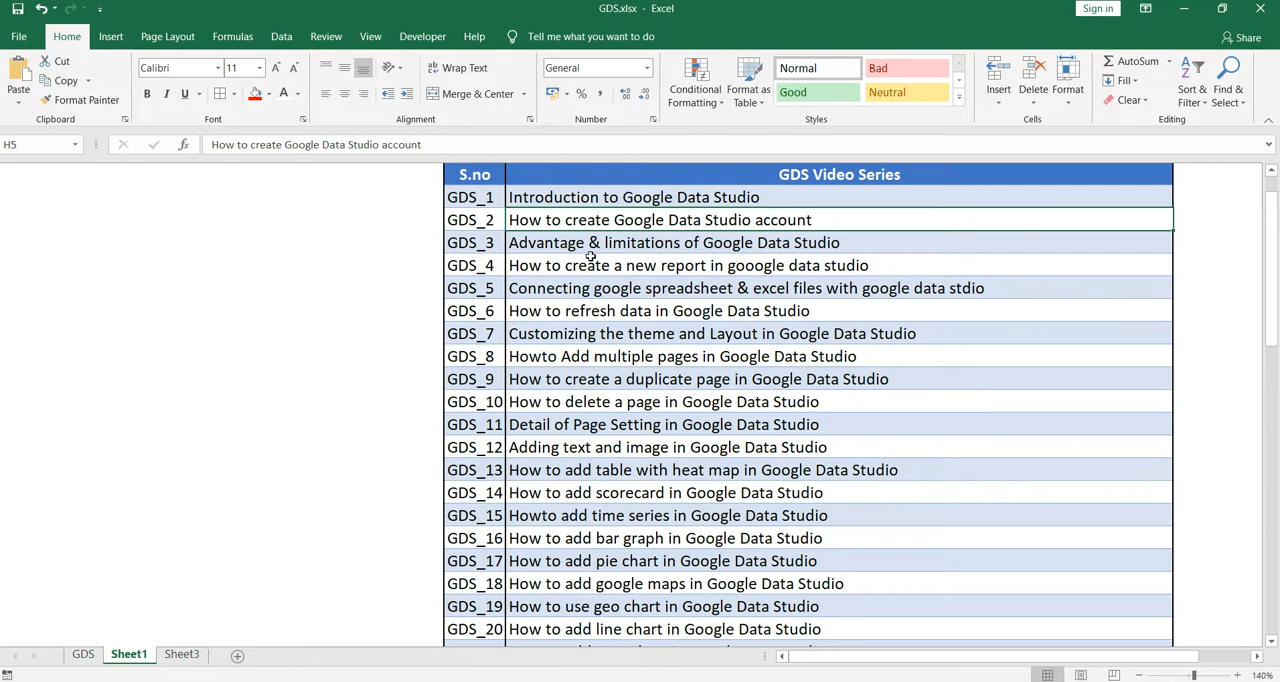 GDS.xlsx - Excel
Sign in
File Home Insert Page Layout Formulas Data Review View Developer Help Tell me what you want to do Share
Paste
Cut
Copy
Format Painter
Clipboard
Calibri 11
B I U
Font
Wrap Text
Merge & Center
Alignment
General
%
Number
Conditional Formatting
Format as Table
Normal Bad
Good Neutral
Styles
Insert Delete Format
Cells
AutoSum
Fill
Clear
Sort & Filter
Find & Select
Editing
H5 fx How to create Google Data Studio account
S.no GDS Video Series
GDS_1 Introduction to Google Data Studio
GDS_2 How to create Google Data Studio account
GDS_3 Advantage & limitations of Google Data Studio
GDS_4 How to create a new report in gooogle data studio
GDS_5 Connecting google spreadsheet & excel files with google data stdio
GDS_6 How to refresh data in Google Data Studio
GDS_7 Customizing the theme and Layout in Google Data Studio
GDS_8 Howto Add multiple pages in Google Data Studio
GDS_9 How to create a duplicate page in Google Data Studio
GDS_10 How to delete a page in Google Data Studio
GDS_11 Detail of Page Setting in Google Data Studio
GDS_12 Adding text and image in Google Data Studio
GDS_13 How to add table with heat map in Google Data Studio
GDS_14 How to add scorecard in Google Data Studio
GDS_15 Howto add time series in Google Data Studio
GDS_16 How to add bar graph in Google Data Studio
GDS_17 How to add pie chart in Google Data Studio
GDS_18 How to add google maps in Google Data Studio
GDS_19 How to use geo chart in Google Data Studio
GDS_20 How to add line chart in Google Data Studio
GDS Sheet1 Sheet3
140%